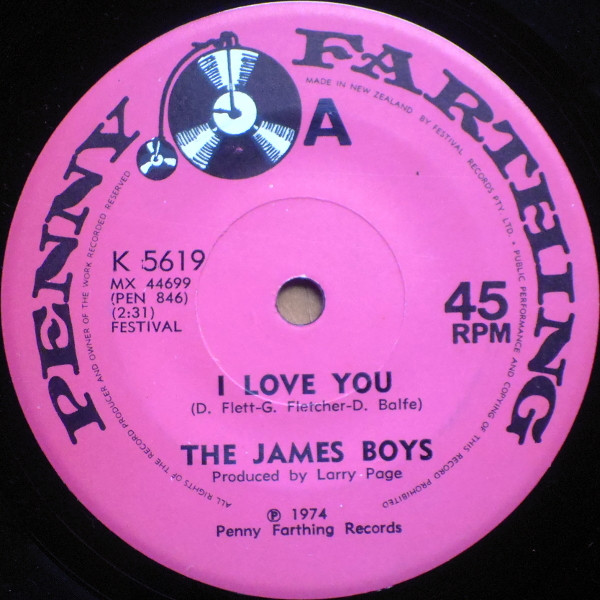 PENNY FARTHING
A
MADE IN NEW ZEALAND BY FESTIVAL RECORDS PTY. LTD. • PUBLIC PERFORMANCE AND COPYING OF THIS RECORD PROHIBITED
ALL RIGHTS OF THE RECORD PRODUCER AND OWNER OF THE WORK RECORDED RESERVED
K 5619
MX 44699
(PEN 846)
(2:31)
FESTIVAL
45
RPM
I LOVE YOU
(D. Flett-G. Fletcher-D. Balfe)
THE JAMES BOYS
Produced by Larry Page
℗ 1974
Penny Farthing Records